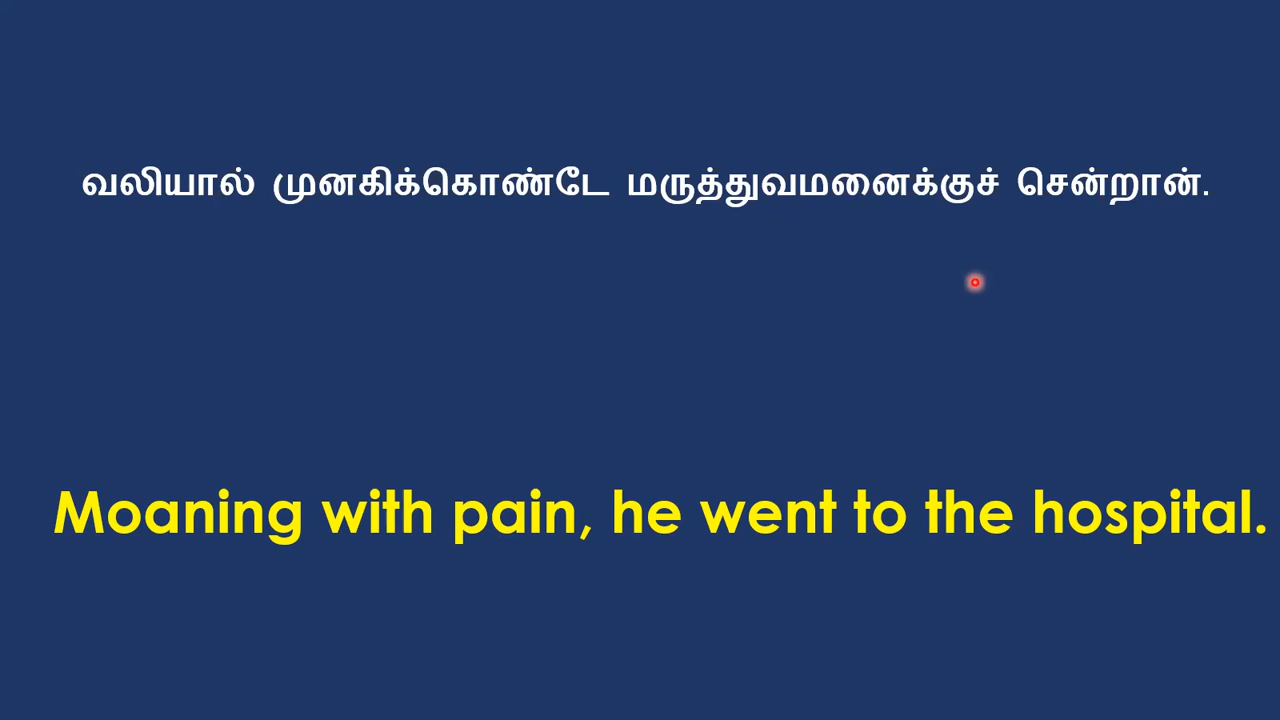 வலியால் முனகிக்கொண்டே மருத்துவமனைக்குச் சென்றான்.
Moaning with pain, he went to the hospital.